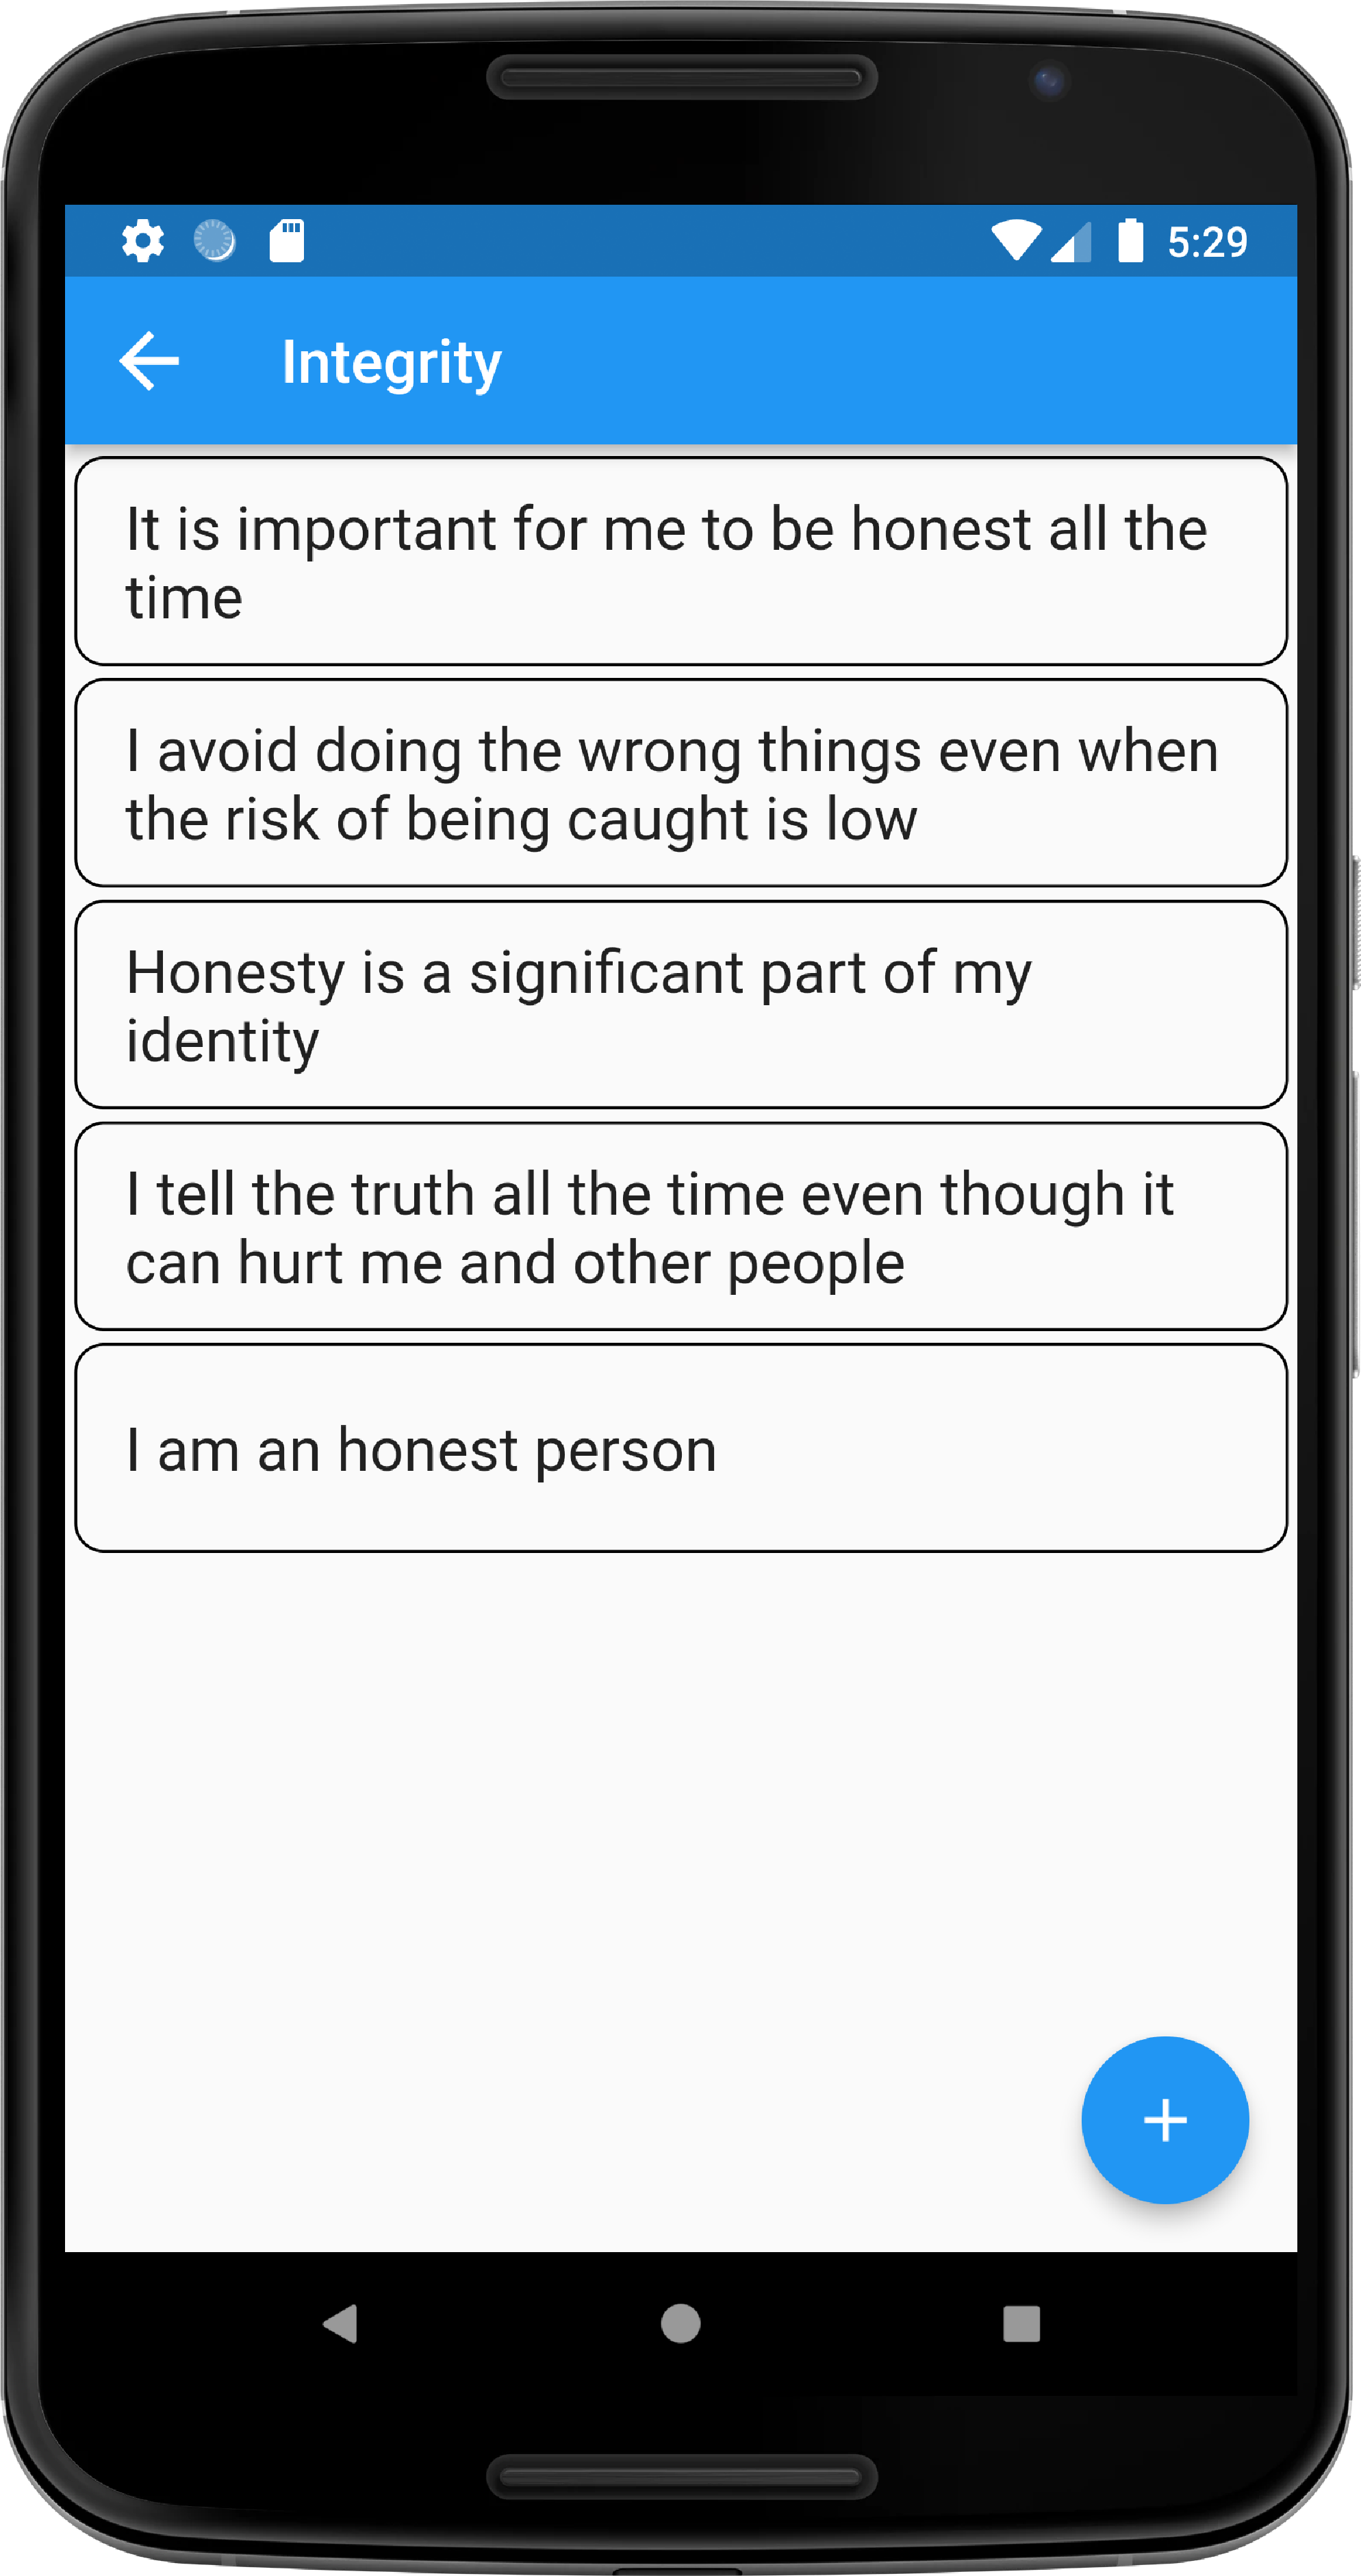 5:29
Integrity
It is important for me to be honest all the
time
I avoid doing the wrong things even when
the risk of being caught is low
Honesty is a significant part of my
identity
I tell the truth all the time even though it
can hurt me and other people
I am an honest person